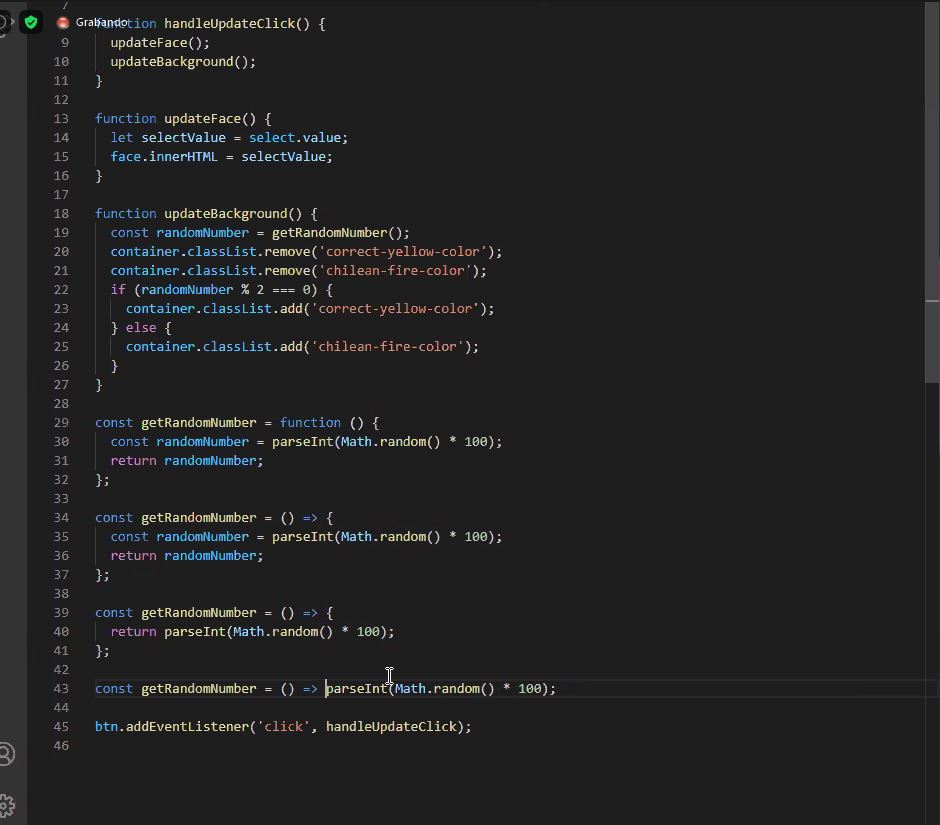 7
Grabando
function handleUpdateClick() {
9 updateFace();
10 updateBackground();
11 }
12
13 function updateFace() {
14 let selectValue = select.value;
15 face.innerHTML = selectValue;
16 }
17
18 function updateBackground() {
19 const randomNumber = getRandomNumber();
20 container.classList.remove('correct-yellow-color');
21 container.classList.remove('chilean-fire-color');
22 if (randomNumber % 2 === 0) {
23 container.classList.add('correct-yellow-color');
24 } else {
25 container.classList.add('chilean-fire-color');
26 }
27 }
28
29 const getRandomNumber = function () {
30 const randomNumber = parseInt(Math.random() * 100);
31 return randomNumber;
32 };
33
34 const getRandomNumber = () => {
35 const randomNumber = parseInt(Math.random() * 100);
36 return randomNumber;
37 };
38
39 const getRandomNumber = () => {
40 return parseInt(Math.random() * 100);
41 };
42
43 const getRandomNumber = () => parseInt(Math.random() * 100);
44
45 btn.addEventListener('click', handleUpdateClick);
46